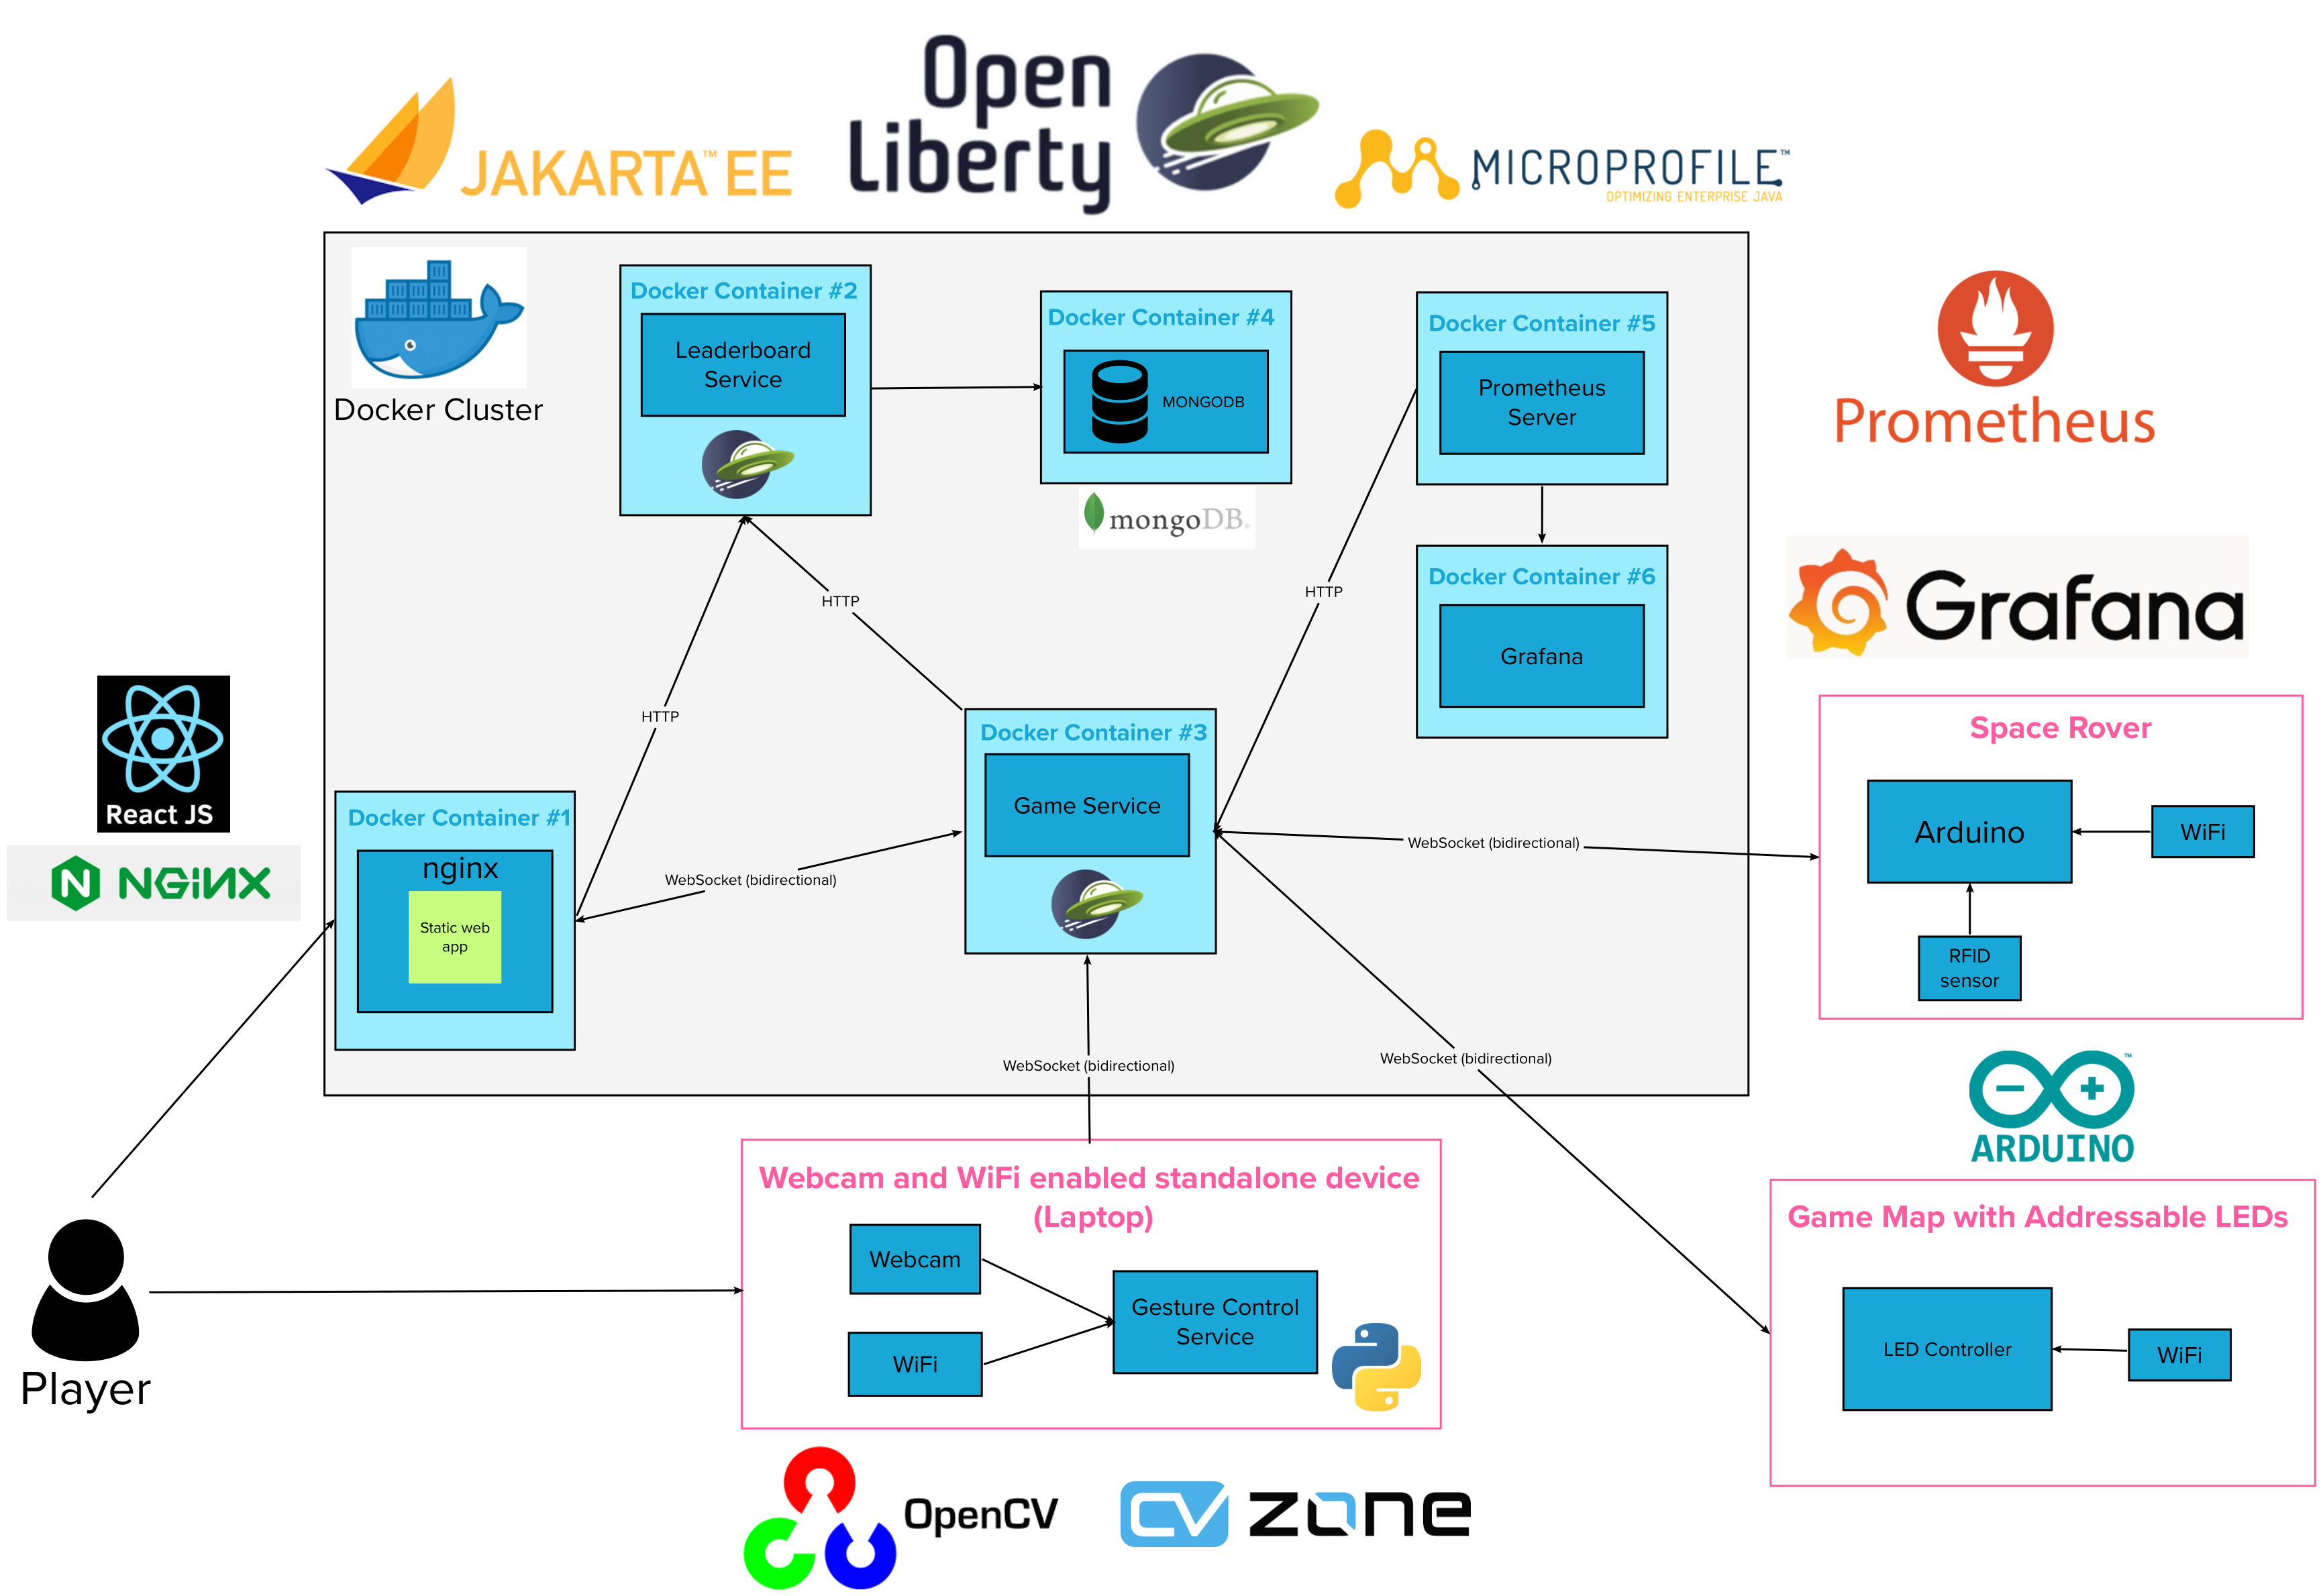 Open
Liberty
JAKARTA™ EE
MICROPROFILE™
OPTIMIZING ENTERPRISE JAVA
Docker Cluster
Docker Container #2
Leaderboard
Service
Docker Container #4
MONGODB
mongoDB®
Docker Container #5
Prometheus
Server
Prometheus
HTTP
HTTP
HTTP
Docker Container #6
Grafana
Grafana
React JS
NGINX
Docker Container #1
nginx
Static web
app
WebSocket (bidirectional)
Docker Container #3
Game Service
WebSocket (bidirectional)
Space Rover
Arduino
WiFi
RFID
sensor
WebSocket (bidirectional)
WebSocket (bidirectional)
ARDUINO™
Player
Webcam and WiFi enabled standalone device
(Laptop)
Webcam
WiFi
Gesture Control
Service
Game Map with Addressable LEDs
LED Controller
WiFi
OpenCV
CV zone